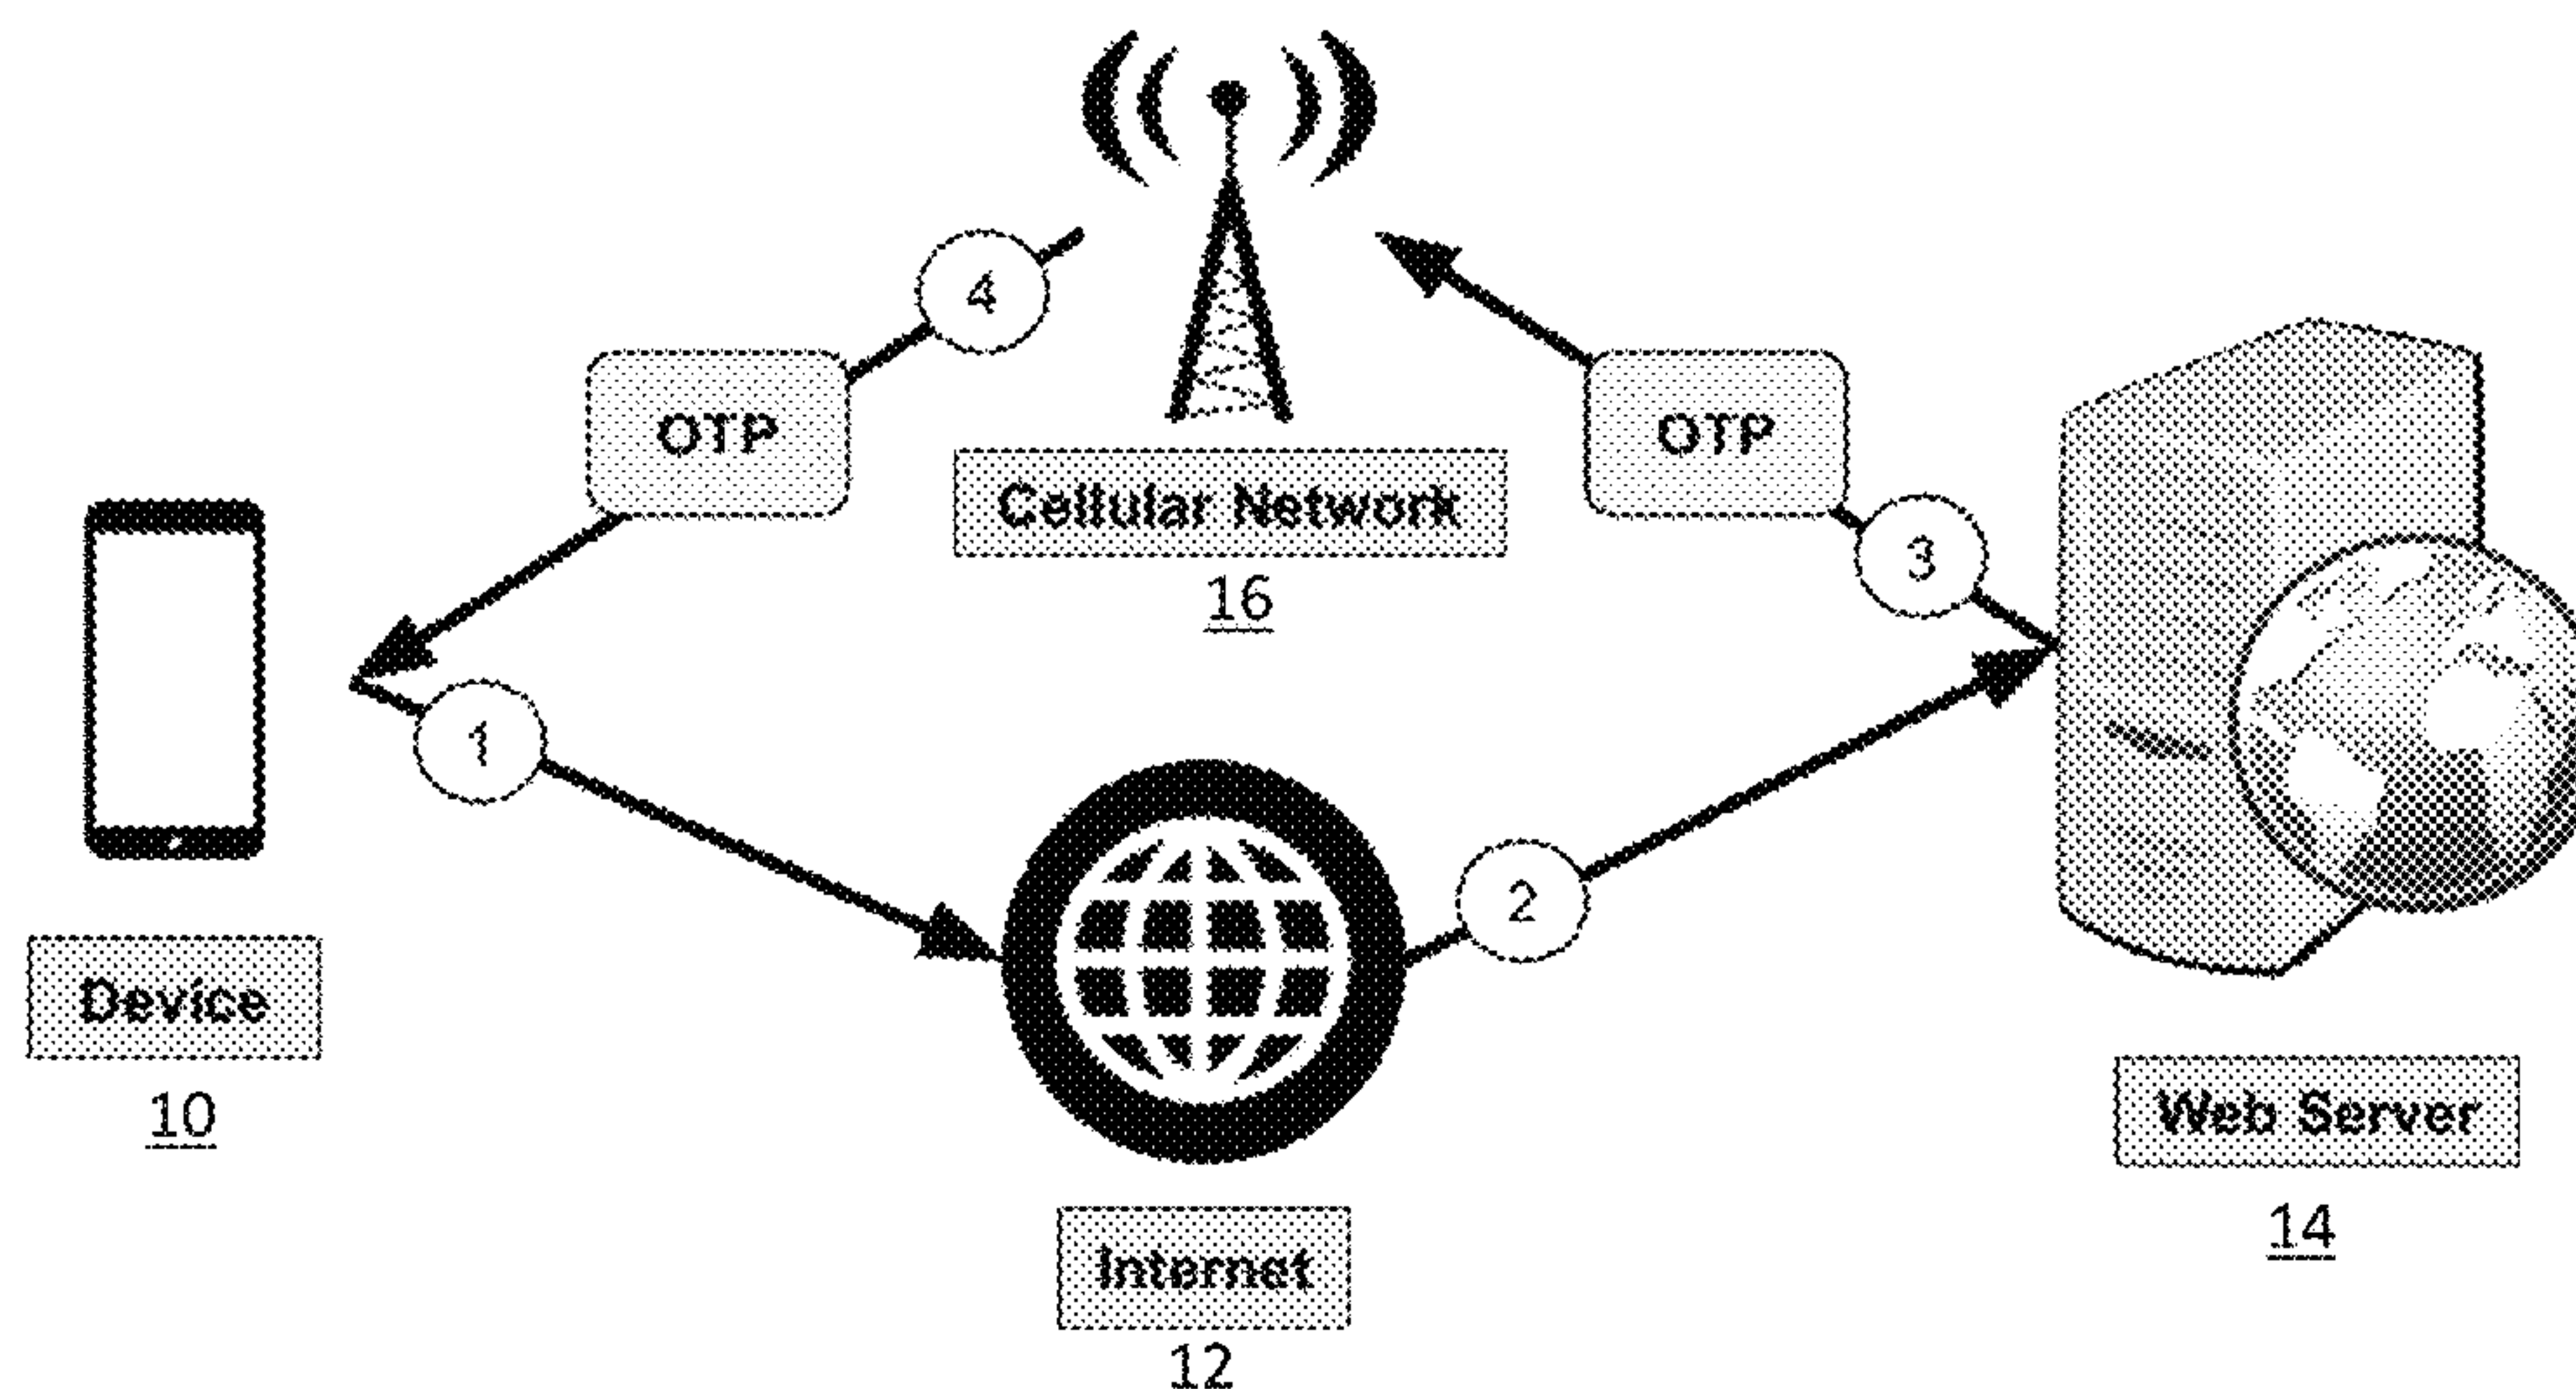 4
OTP
OTP
Cellular Network
3
16
1
2
Device
10
Web Server
14
Internet
12